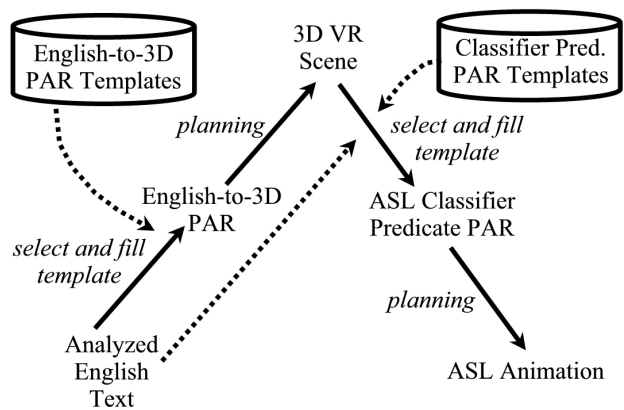 English-to-3D
PAR Templates
3D VR
Scene
Classifier Pred.
PAR Templates
planning
select and fill
template
English-to-3D
PAR
ASL Classifier
Predicate PAR
select and fill
template
planning
Analyzed
English
Text
ASL Animation